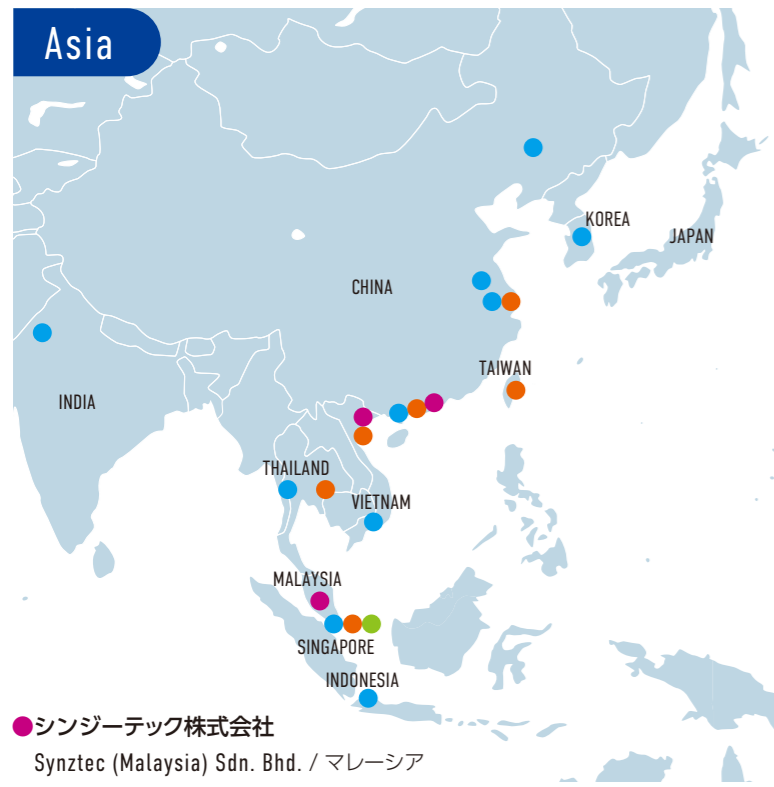 Asia
KOREA
JAPAN
CHINA
TAIWAN
INDIA
THAILAND
VIETNAM
MALAYSIA
SINGAPORE
INDONESIA
シンジーテック株式会社
Synztec (Malaysia) Sdn. Bhd. / マレーシア